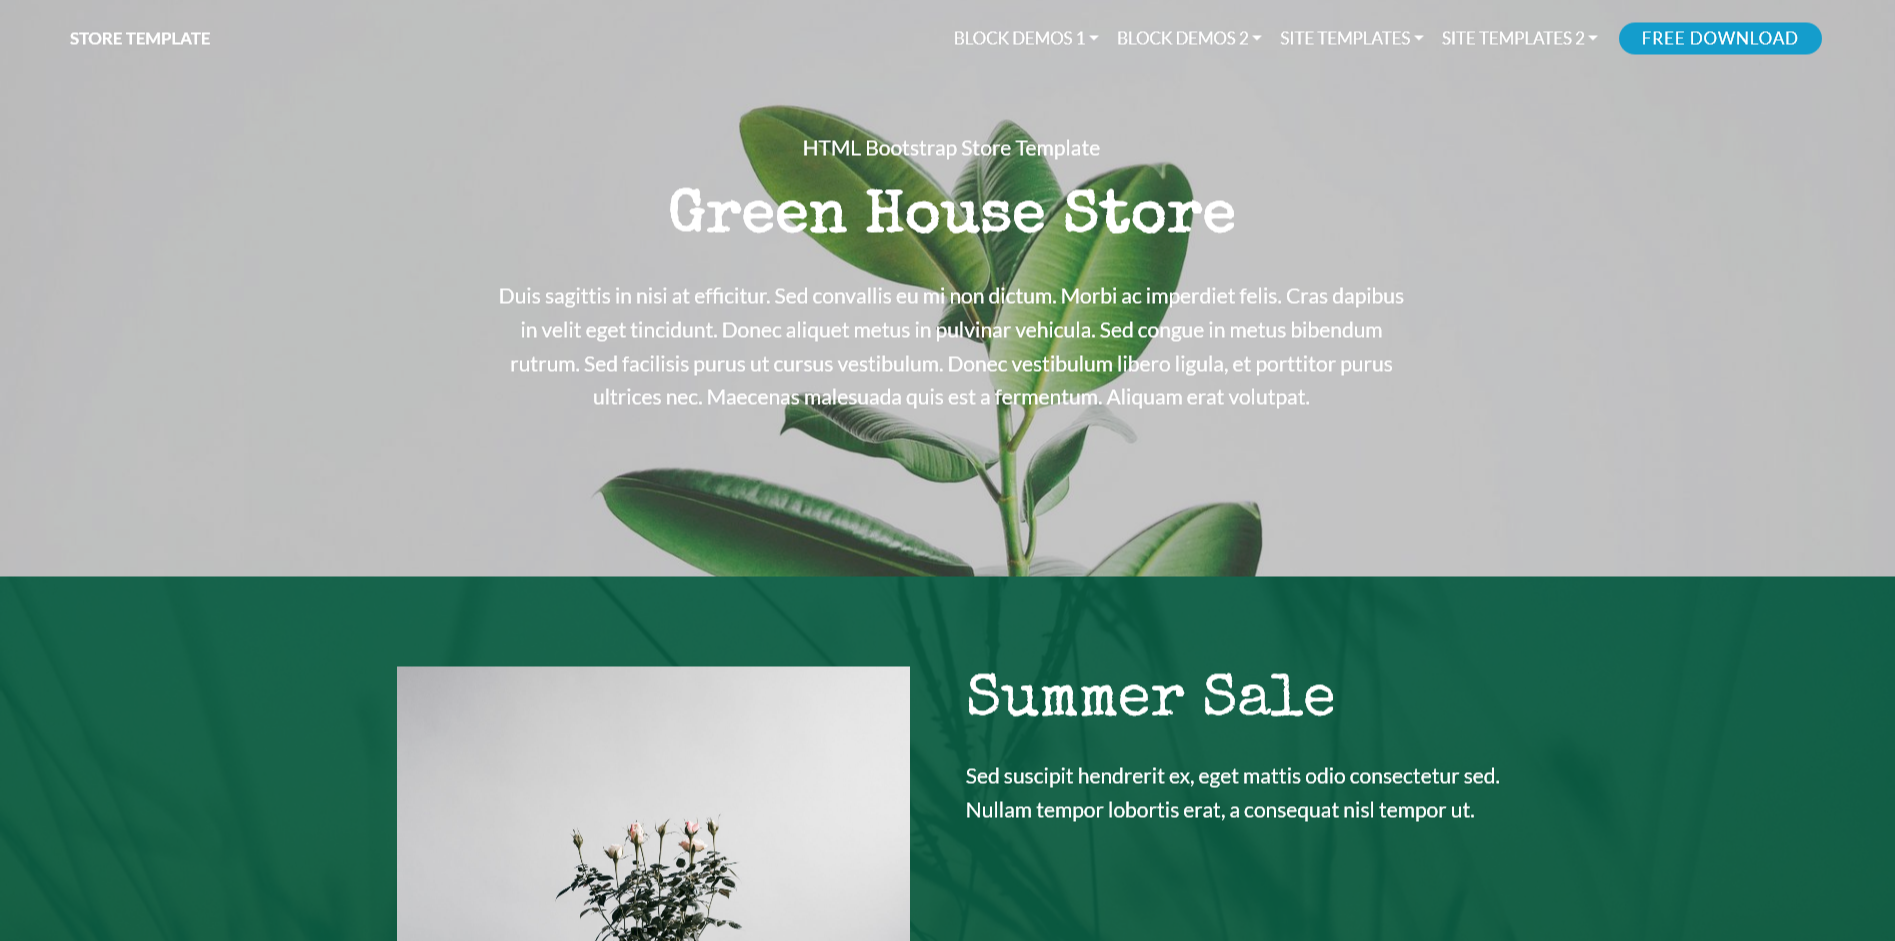 STORE TEMPLATE
BLOCK DEMOS 1
BLOCK DEMOS 2
SITE TEMPLATES
SITE TEMPLATES 2
FREE DOWNLOAD
HTML Bootstrap Store Template
Green House Store
Duis sagittis in nisi at efficitur. Sed convallis eu mi non dictum. Morbi ac imperdiet felis. Cras dapibus
in velit eget tincidunt. Donec aliquet metus in pulvinar vehicula. Sed congue in metus bibendum
rutrum. Sed facilisis purus ut cursus vestibulum. Donec vestibulum libero ligula, et porttitor purus
ultrices nec. Maecenas malesuada quis est a fermentum. Aliquam erat volutpat.
Summer Sale
Sed suscipit hendrerit ex, eget mattis odio consectetur sed.
Nullam tempor lobortis erat, a consequat nisl tempor ut.